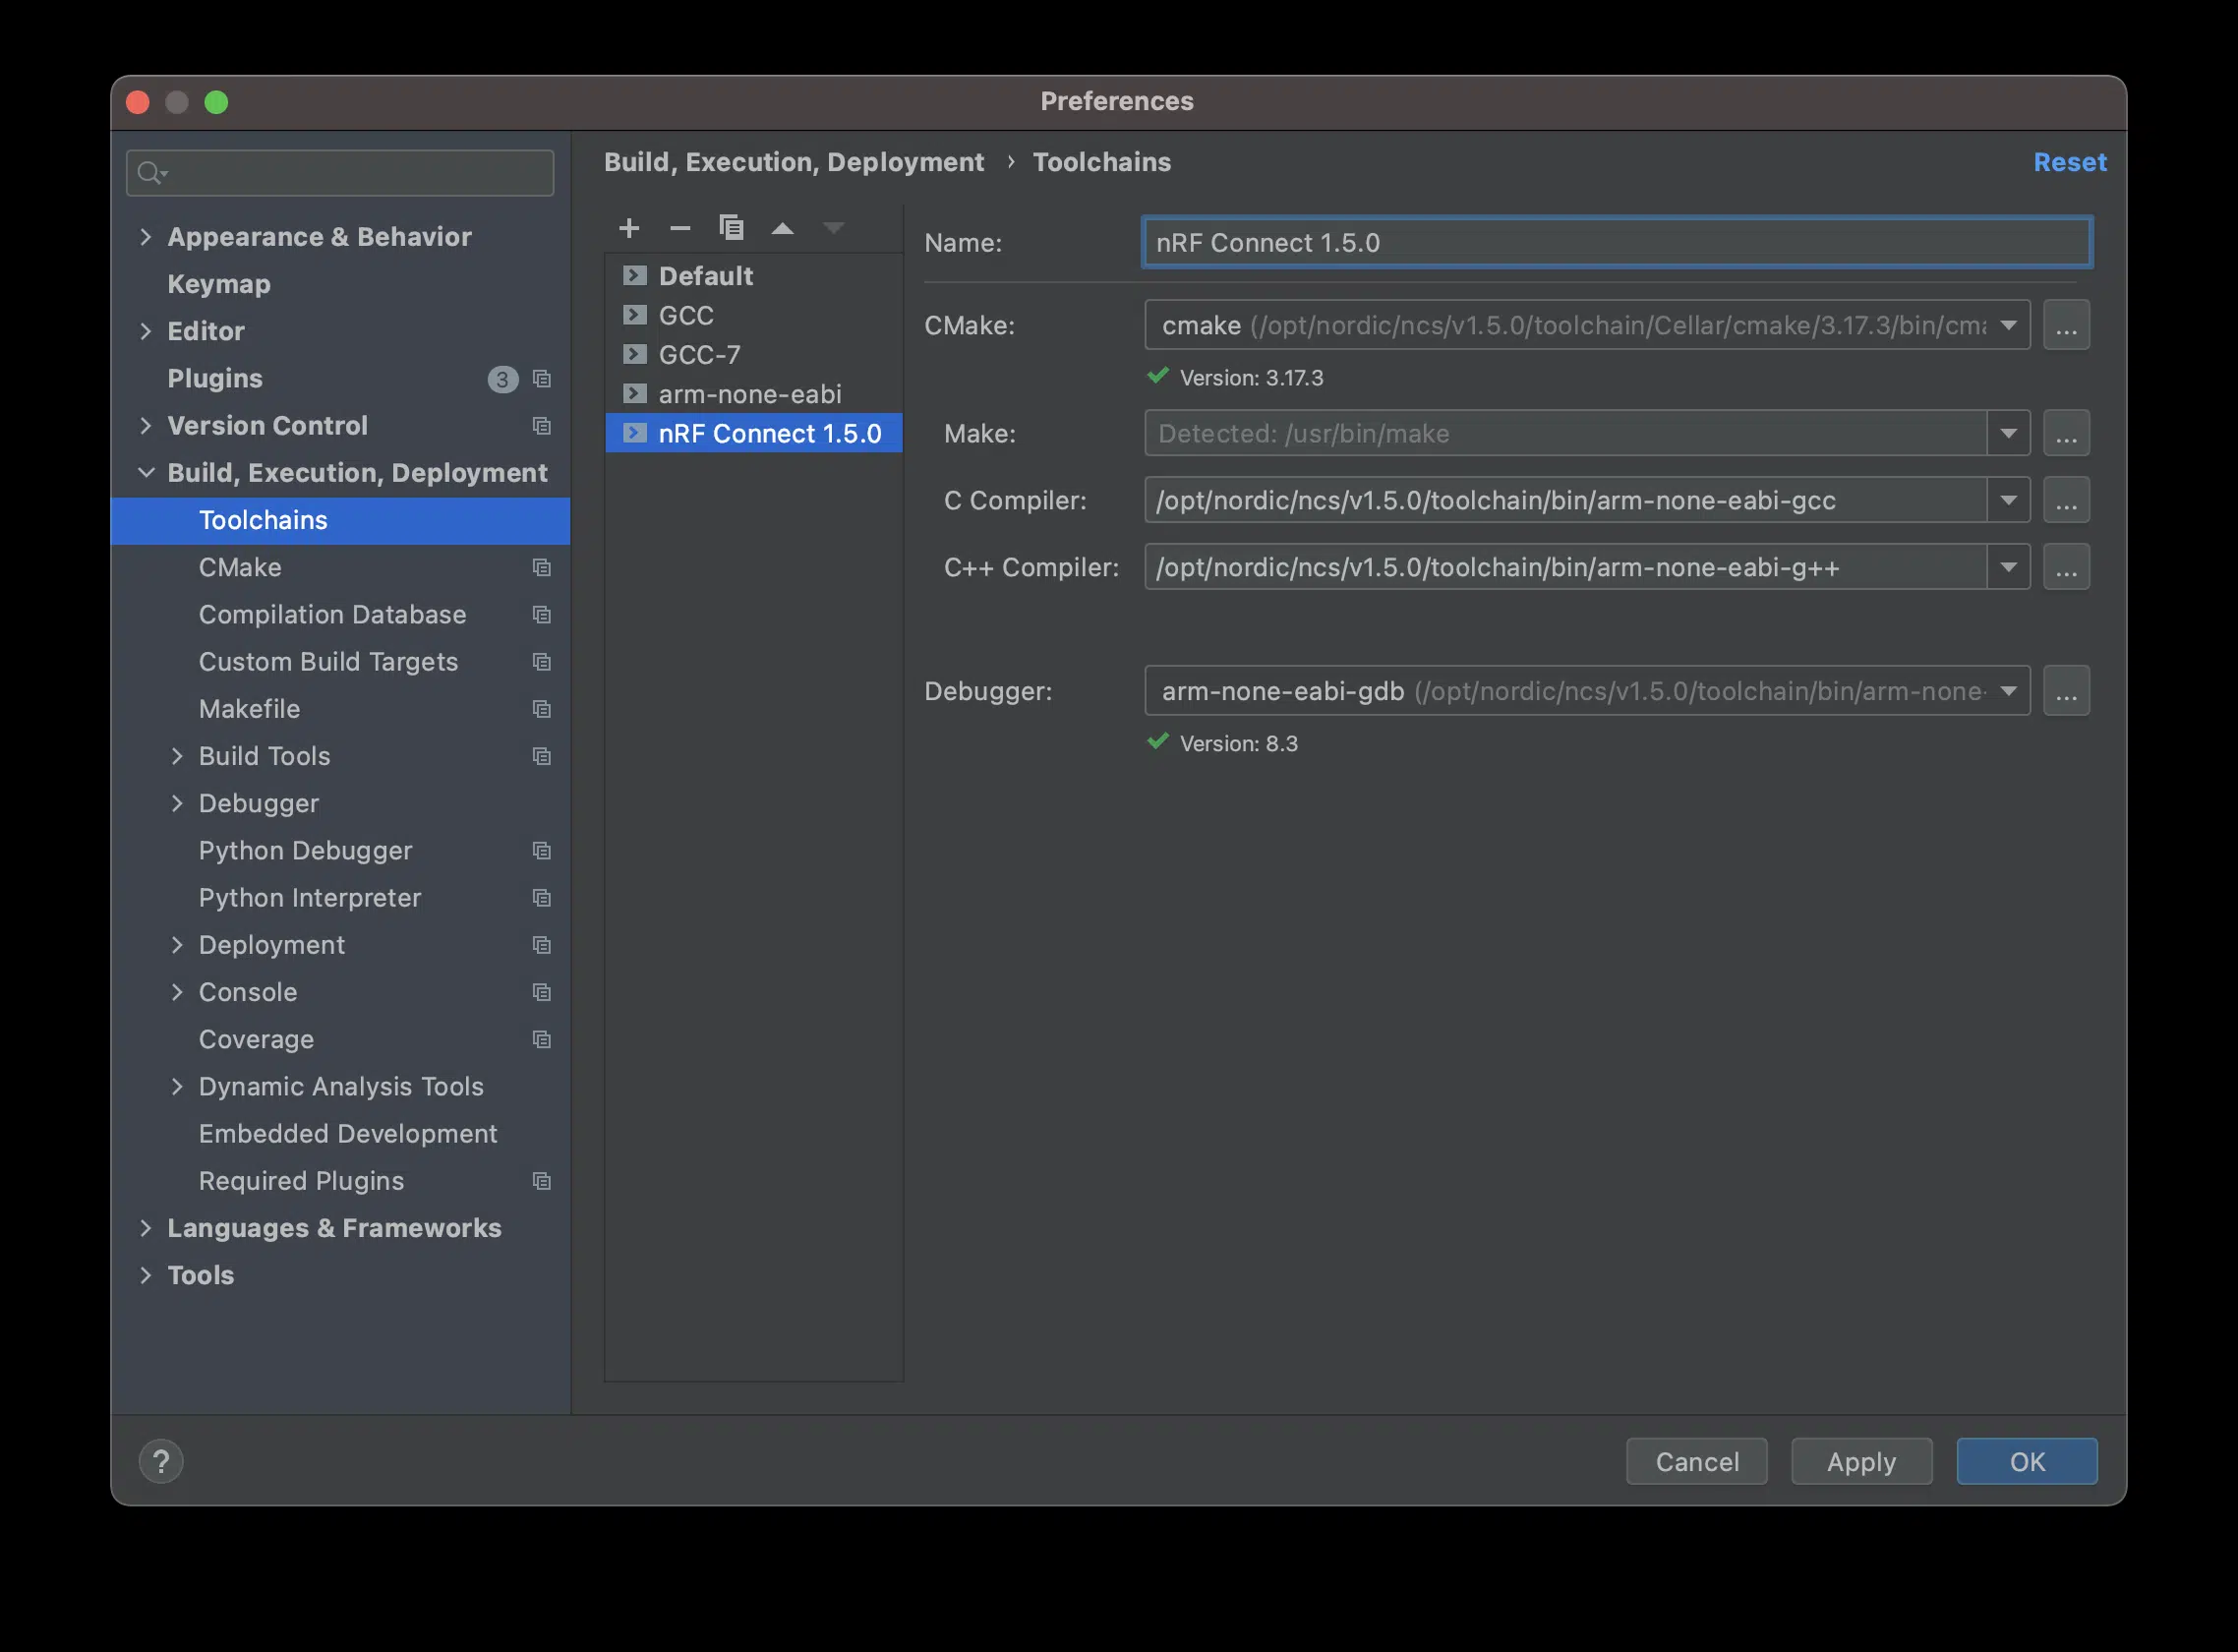 Preferences
Appearance & Behavior
Keymap
Editor
Plugins 3
Version Control
Build, Execution, Deployment
Toolchains
CMake
Compilation Database
Custom Build Targets
Makefile
Build Tools
Debugger
Python Debugger
Python Interpreter
Deployment
Console
Coverage
Dynamic Analysis Tools
Embedded Development
Required Plugins
Languages & Frameworks
Tools
Build, Execution, Deployment › Toolchains
Reset
Default
GCC
GCC-7
arm-none-eabi
nRF Connect 1.5.0
Name: nRF Connect 1.5.0
CMake: cmake (/opt/nordic/ncs/v1.5.0/toolchain/Cellar/cmake/3.17.3/bin/cma ...
Version: 3.17.3
Make: Detected: /usr/bin/make ...
C Compiler: /opt/nordic/ncs/v1.5.0/toolchain/bin/arm-none-eabi-gcc ...
C++ Compiler: /opt/nordic/ncs/v1.5.0/toolchain/bin/arm-none-eabi-g++ ...
Debugger: arm-none-eabi-gdb (/opt/nordic/ncs/v1.5.0/toolchain/bin/arm-none- ...
Version: 8.3
?
Cancel
Apply
OK